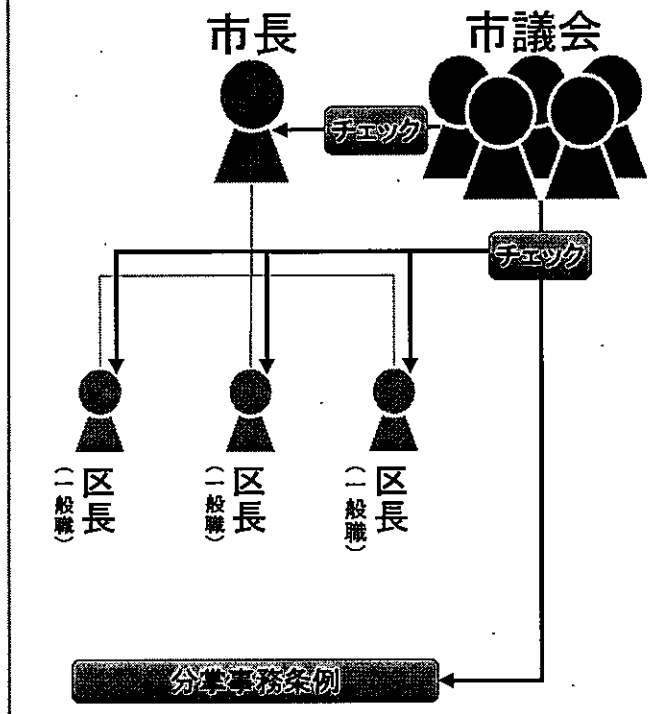 市長
市議会
チェック
チェック
区長
(一般職)
区長
(一般職)
区長
(一般職)
分掌事務条例